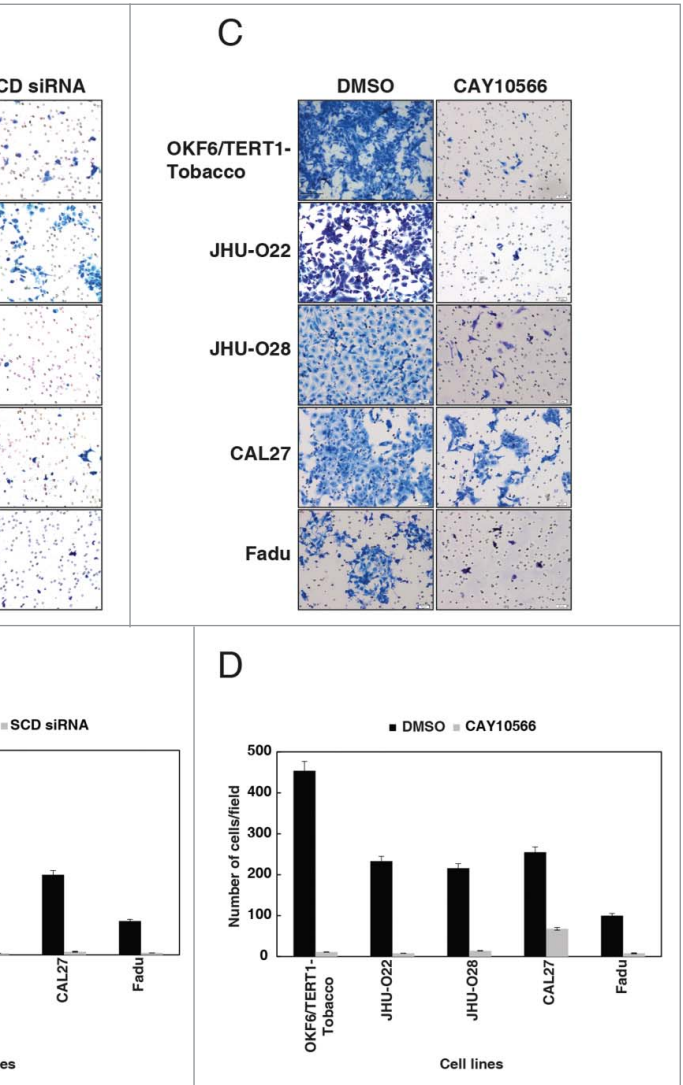 C
CD siRNA
DMSO CAY10566
OKF6/TERT1-
Tobacco
JHU-O22
JHU-O28
CAL27
Fadu
SCD siRNA
CAL27
Fadu
es
D
DMSO CAY10566
Number of cells/field
500
400
300
200
100
0
OKF6/TERT1-
Tobacco
JHU-O22
JHU-O28
CAL27
Fadu
Cell lines